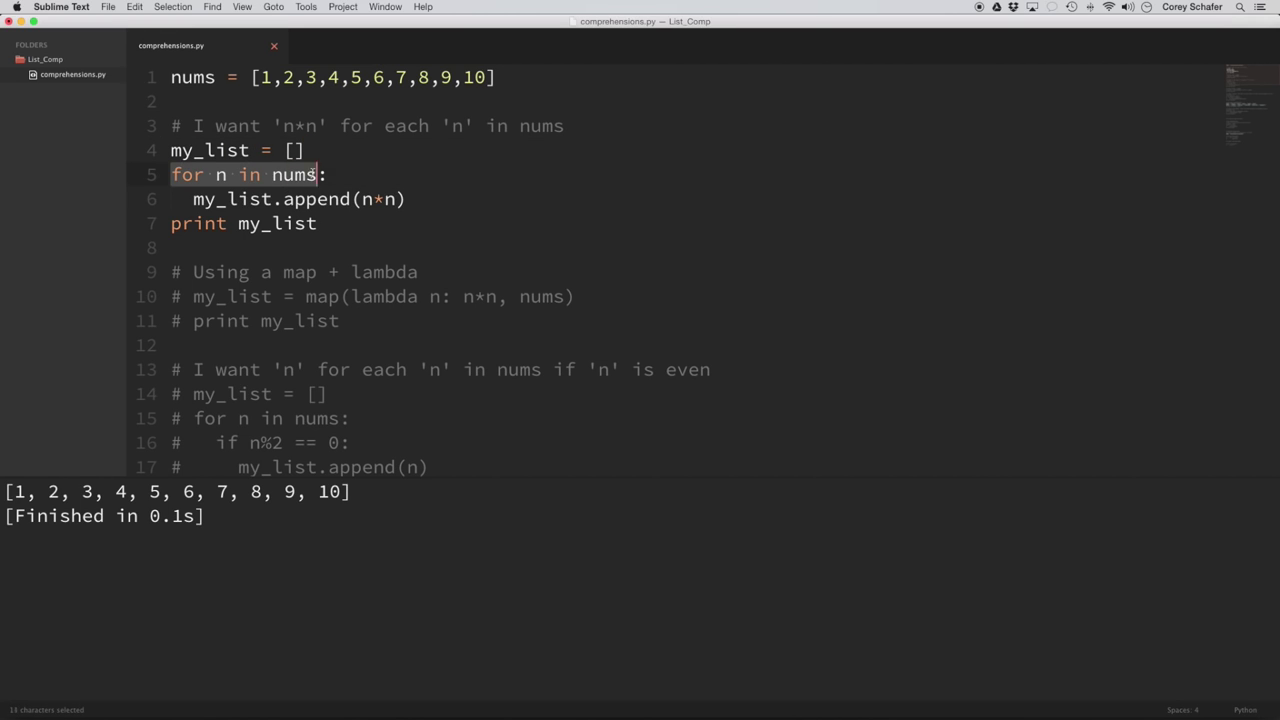 Sublime Text File Edit Selection Find View Goto Tools Project Window Help Corey Schafer
comprehensions.py — List_Comp
FOLDERS
List_Comp
comprehensions.py
comprehensions.py
1 nums = [1,2,3,4,5,6,7,8,9,10]
2
3 # I want 'n*n' for each 'n' in nums
4 my_list = []
5 for n in nums:
6 my_list.append(n*n)
7 print my_list
8
9 # Using a map + lambda
10 # my_list = map(lambda n: n*n, nums)
11 # print my_list
12
13 # I want 'n' for each 'n' in nums if 'n' is even
14 # my_list = []
15 # for n in nums:
16 #   if n%2 == 0:
17 #     my_list.append(n)
[1, 2, 3, 4, 5, 6, 7, 8, 9, 10]
[Finished in 0.1s]
characters selected
Spaces: 4 Python